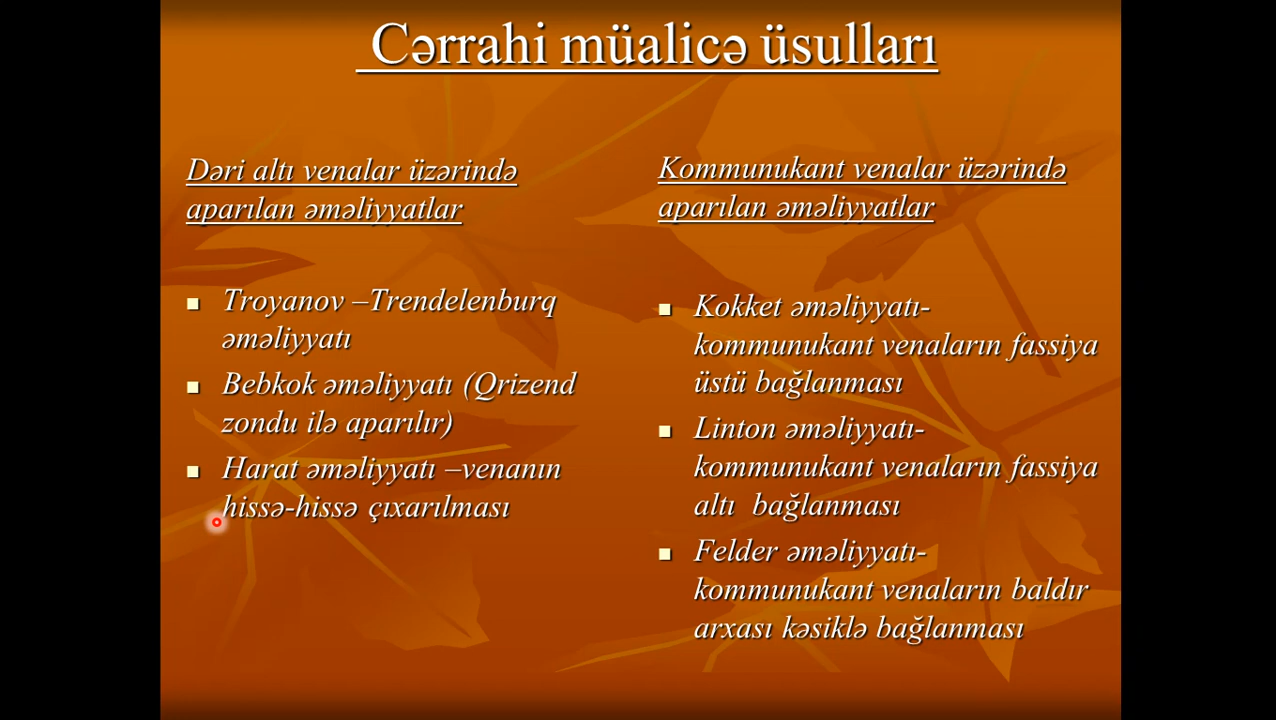 Cərrahi müalicə üsulları
Dəri altı venalar üzərində
aparılan əməliyyatlar
Troyanov –Trendelenburq
əməliyyatı
Bebkok əməliyyatı (Qrizend
zondu ilə aparılır)
Harat əməliyyatı –venanın
hissə-hissə çıxarılması
Kommunukant venalar üzərində
aparılan əməliyyatlar
Kokket əməliyyatı-
kommunukant venaların fassiya
üstü bağlanması
Linton əməliyyatı-
kommunukant venaların fassiya
altı bağlanması
Felder əməliyyatı-
kommunukant venaların baldır
arxası kəsiklə bağlanması